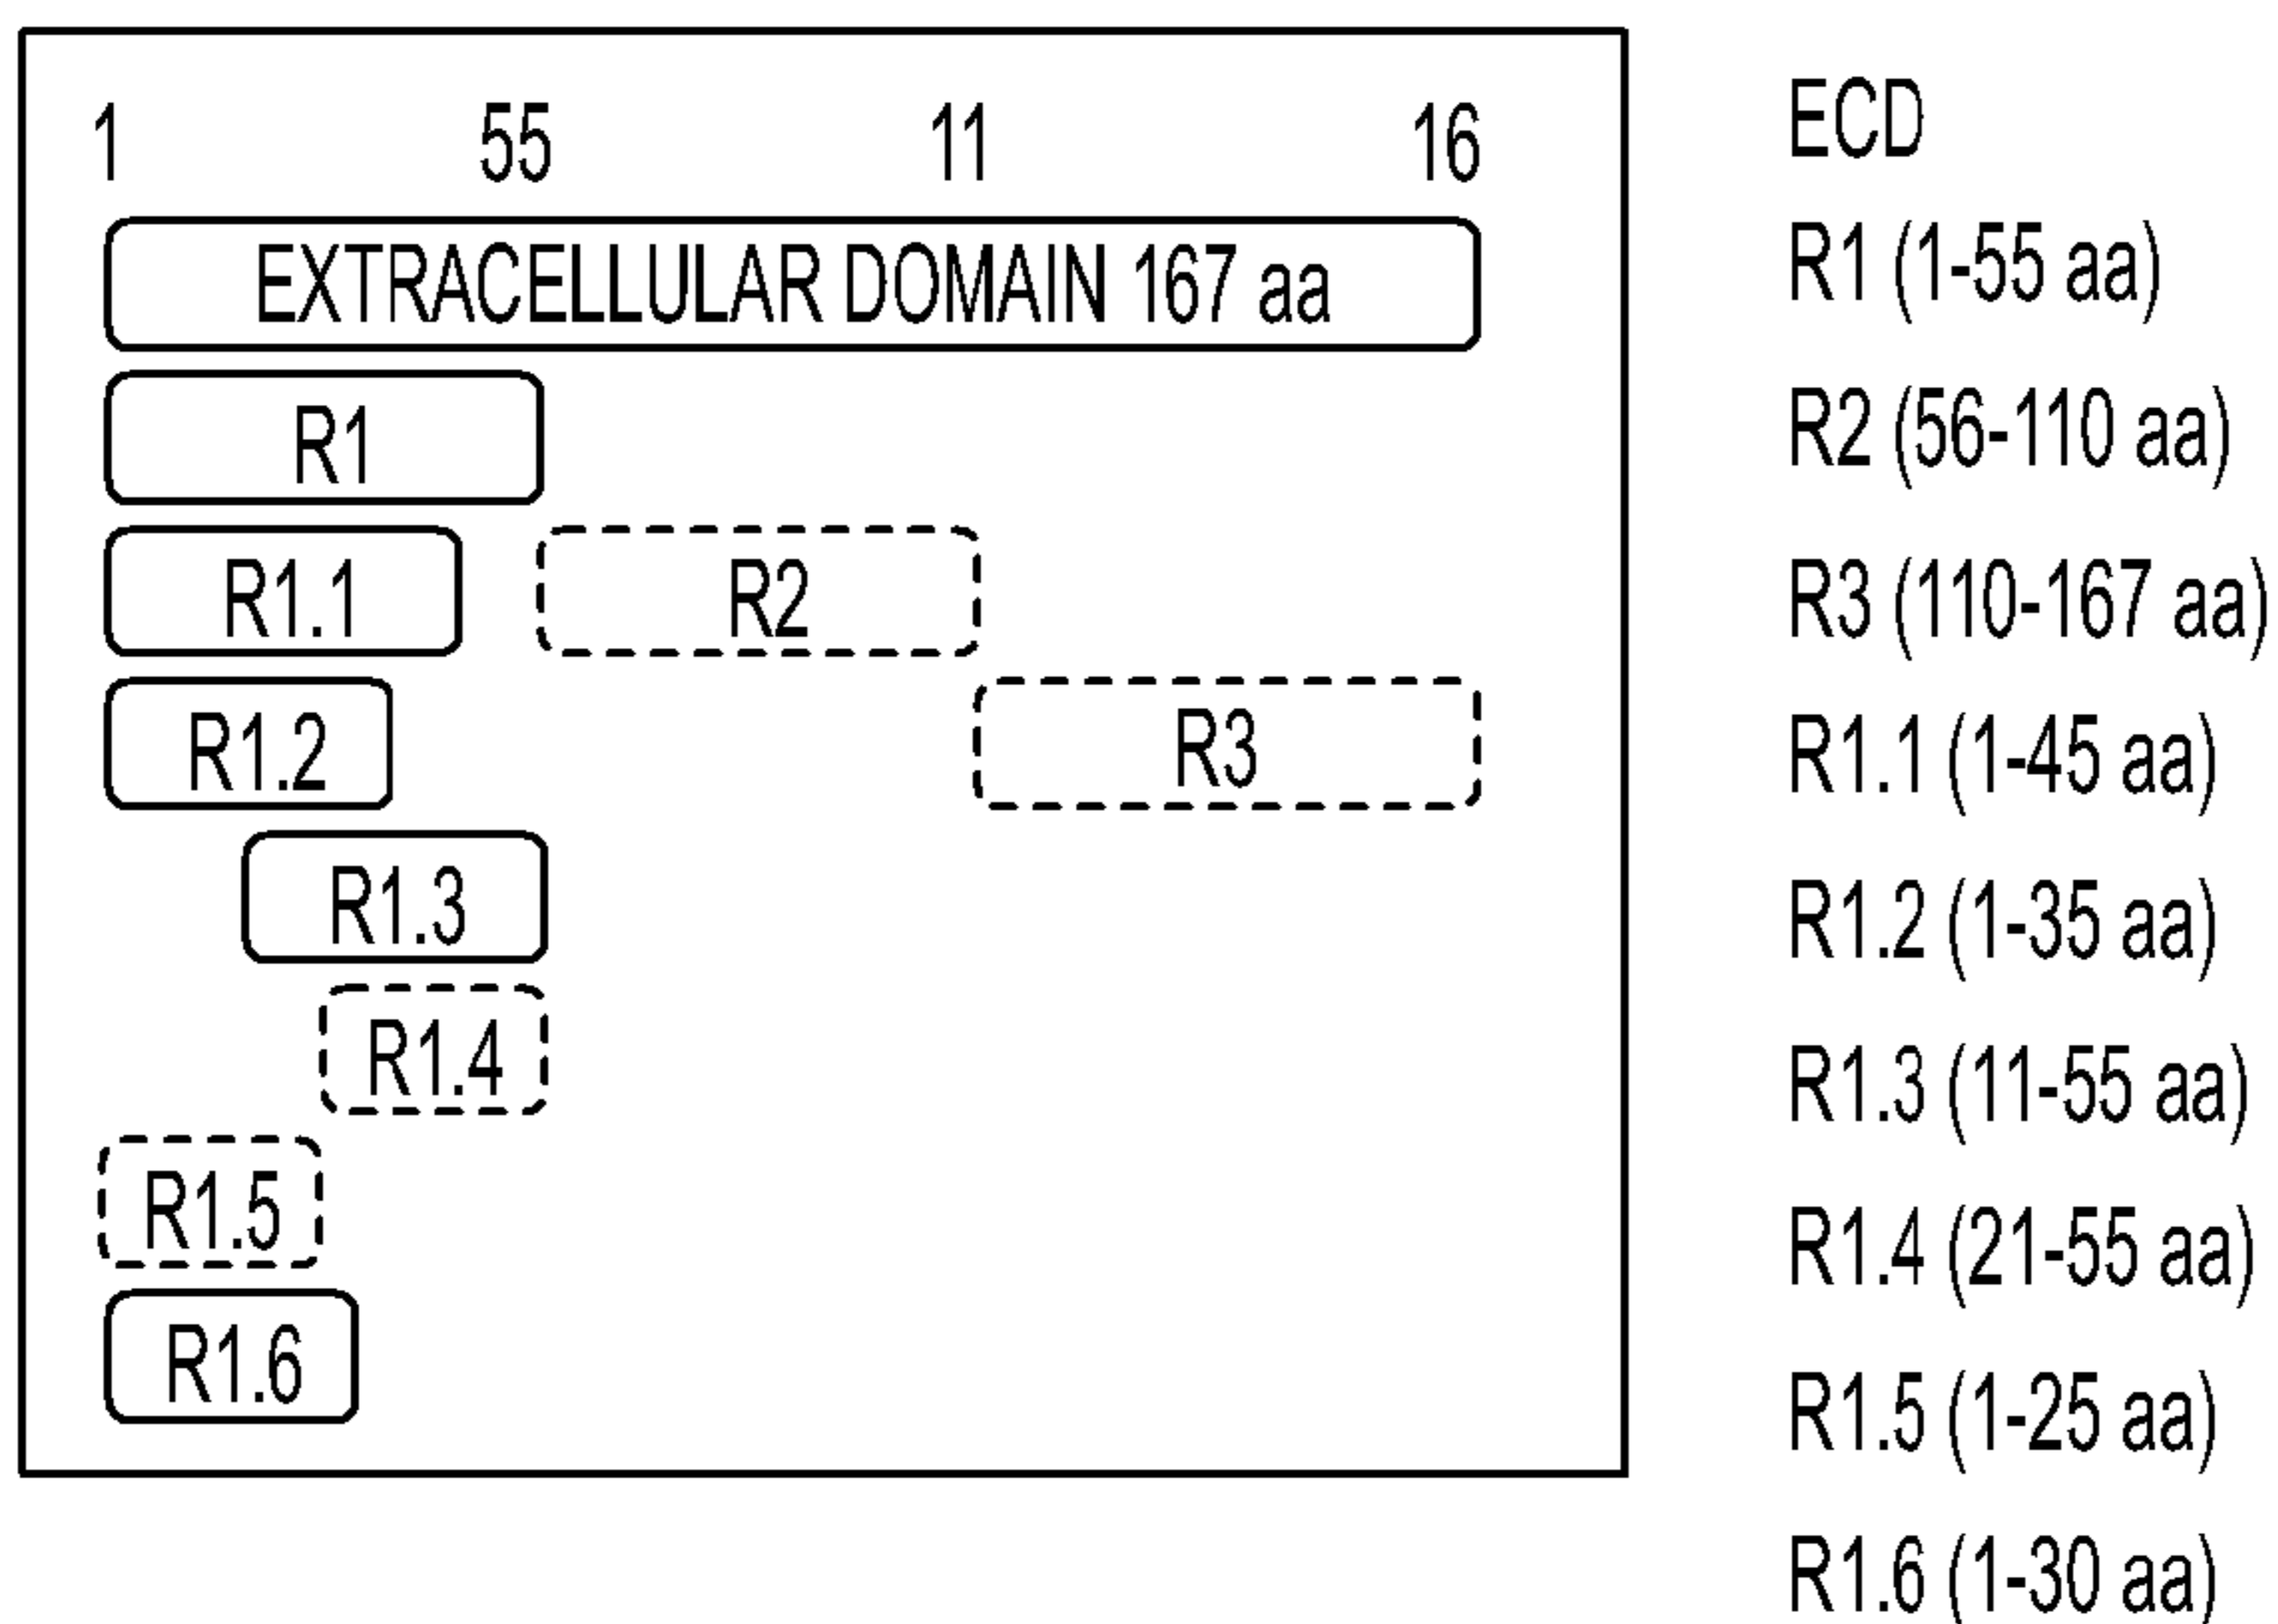 1 55 11 16
EXTRACELLULAR DOMAIN 167 aa
R1
R1.1 R2
R1.2 R3
R1.3
R1.4
R1.5
R1.6
ECD
R1 (1-55 aa)
R2 (56-110 aa)
R3 (110-167 aa)
R1.1 (1-45 aa)
R1.2 (1-35 aa)
R1.3 (11-55 aa)
R1.4 (21-55 aa)
R1.5 (1-25 aa)
R1.6 (1-30 aa)